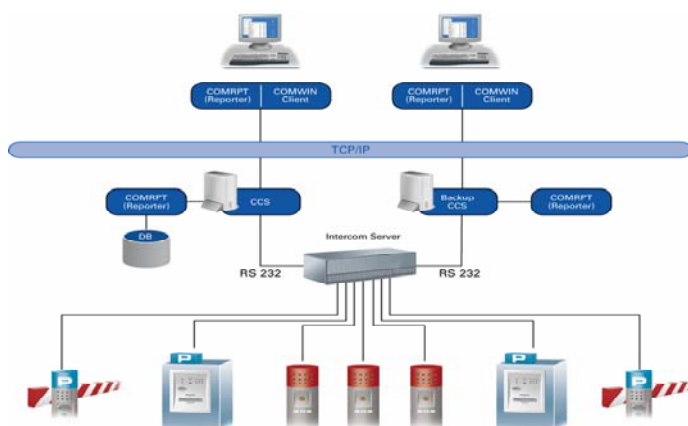 COMRPT
(Reporter)
COMWIN
Client
COMRPT
(Reporter)
COMWIN
Client
TCP/IP
COMRPT
(Reporter)
CCS
Backup
CCS
COMRPT
(Reporter)
DB
Intercom Server
RS 232
RS 232
P
P
P
P